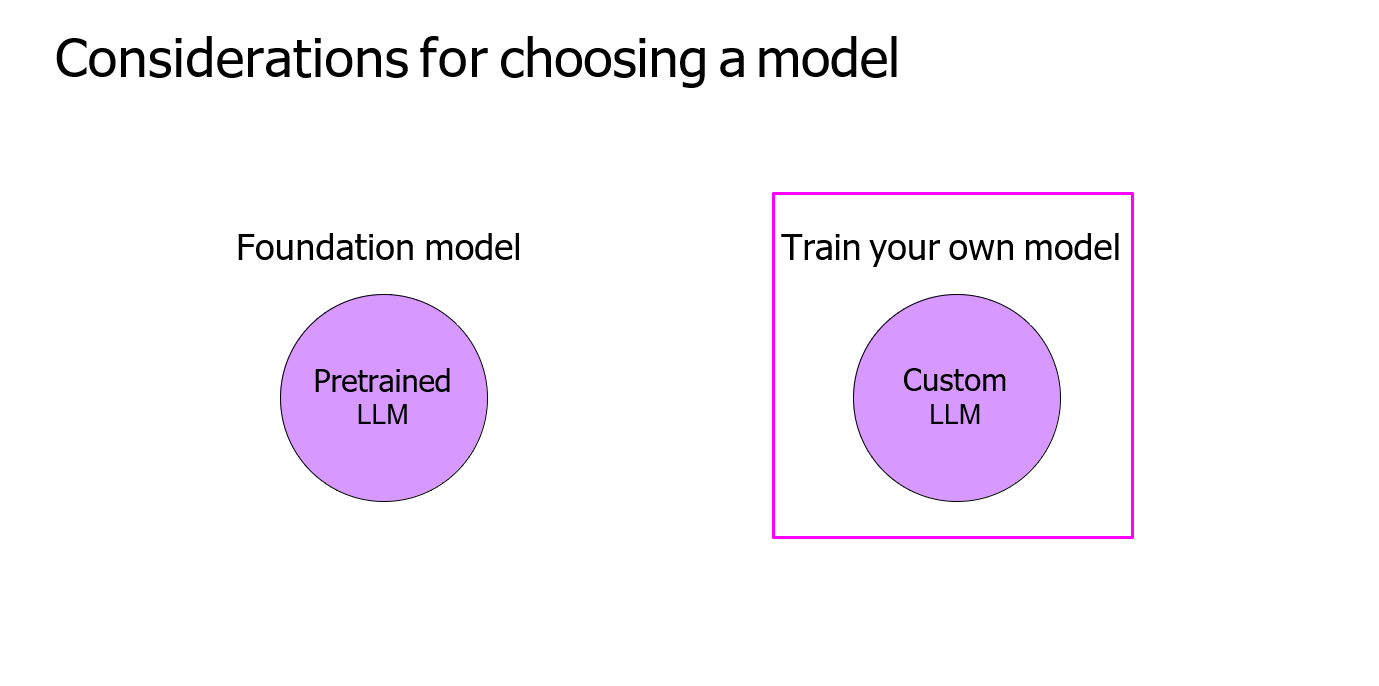 Considerations for choosing a model
Foundation model
Pretrained
LLM
Train your own model
Custom
LLM